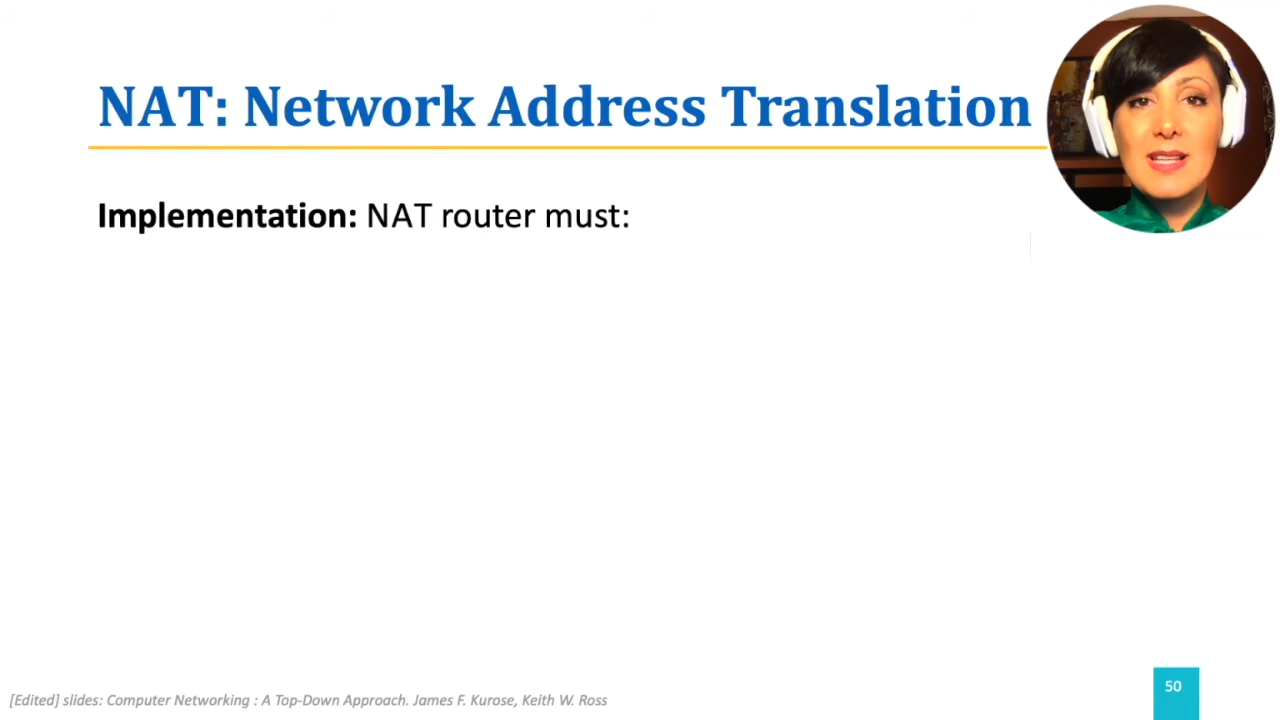 NAT: Network Address Translation
Implementation: NAT router must:
[Edited] slides: Computer Networking : A Top-Down Approach. James F. Kurose, Keith W. Ross
50